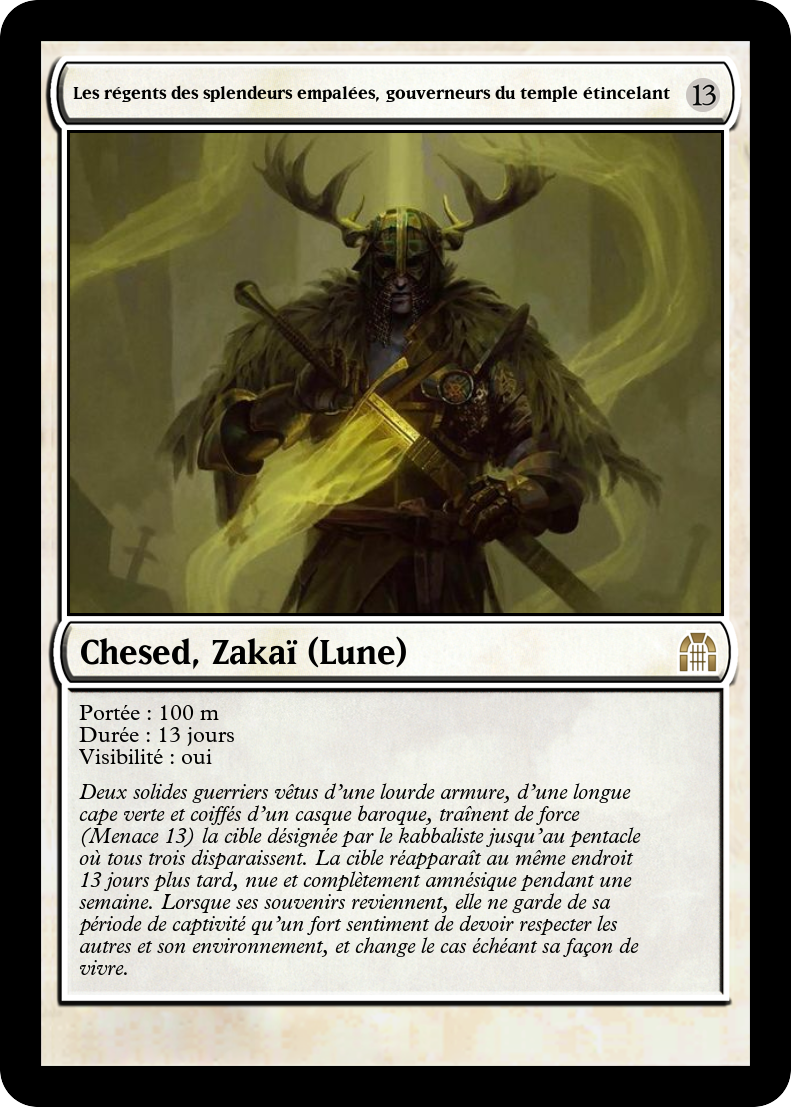 Les régents des splendeurs empalées, gouverneurs du temple étincelant 13
Chesed, Zakaï (Lune)
Portée : 100 m
Durée : 13 jours
Visibilité : oui
Deux solides guerriers vêtus d’une lourde armure, d’une longue
cape verte et coiffés d’un casque baroque, traînent de force
(Menace 13) la cible désignée par le kabbaliste jusqu’au pentacle
où tous trois disparaissent. La cible réapparaît au même endroit
13 jours plus tard, nue et complètement amnésique pendant une
semaine. Lorsque ses souvenirs reviennent, elle ne garde de sa
période de captivité qu’un fort sentiment de devoir respecter les
autres et son environnement, et change le cas échéant sa façon de
vivre.